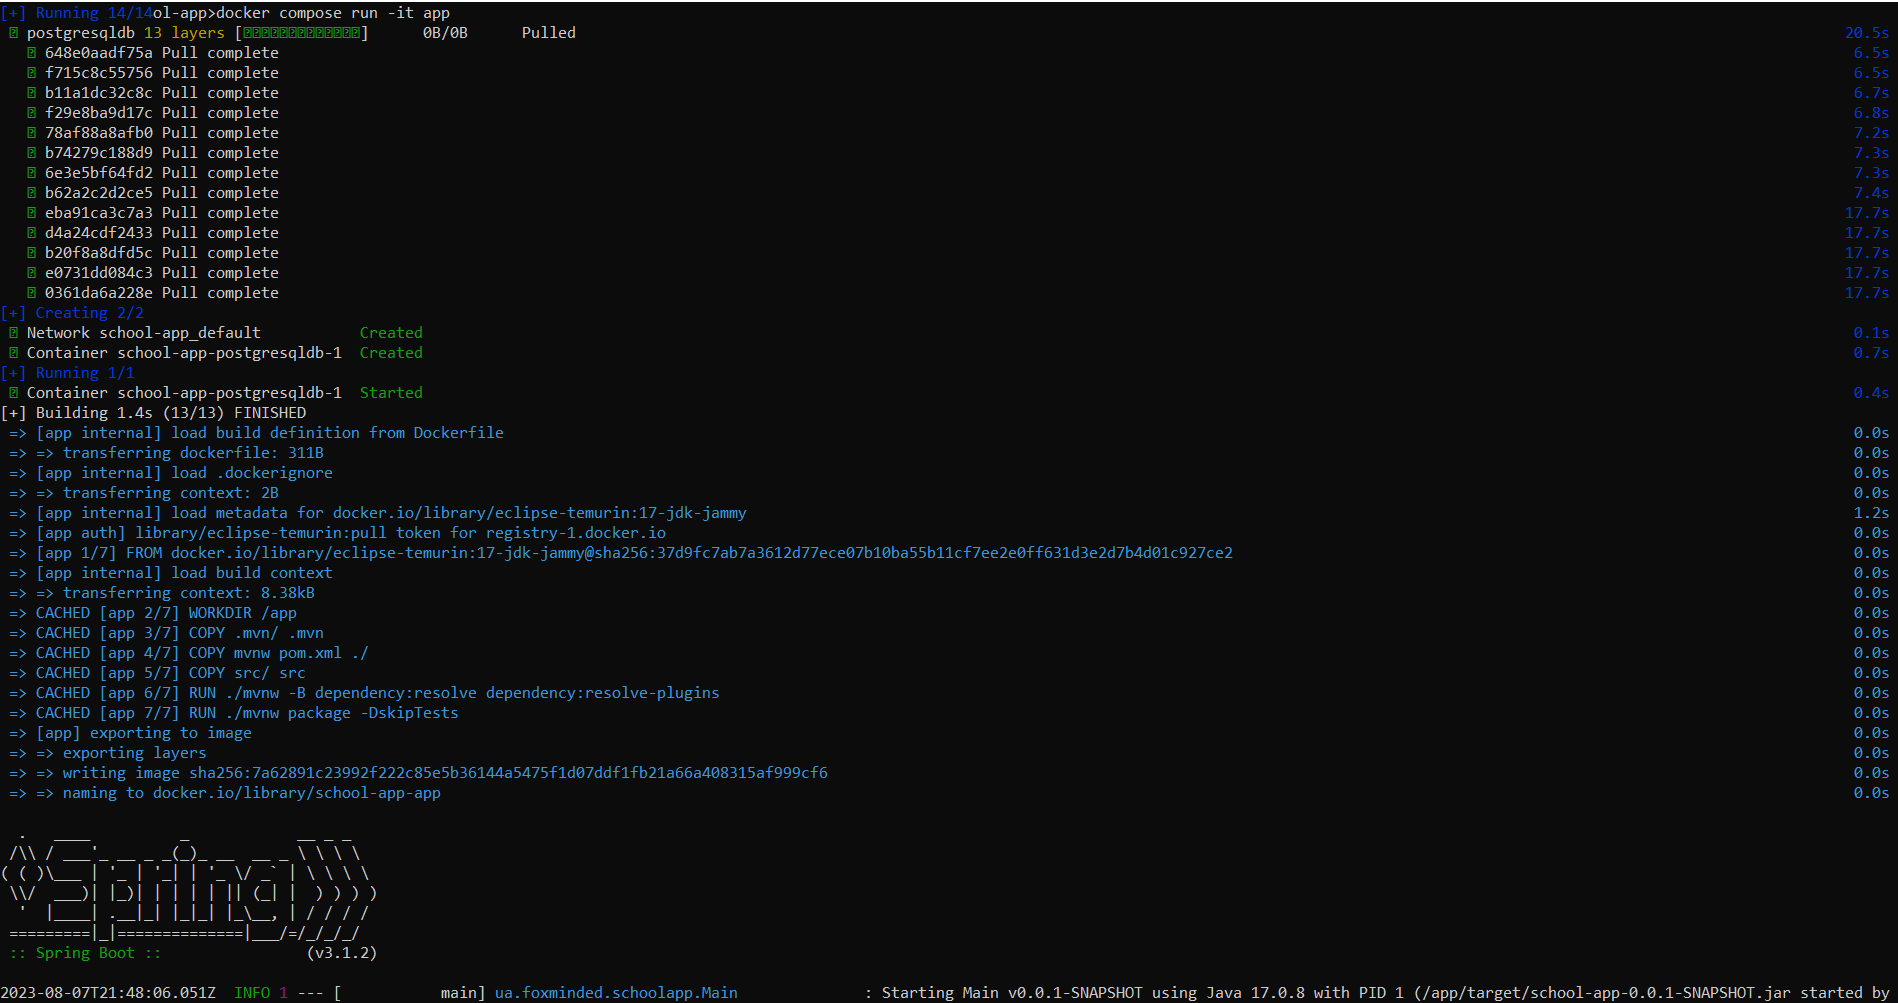 [+] Running 14/14ol-app>docker compose run -it app
postgresqldb 13 layers [] 0B/0B Pulled 20.5s
648e0aadf75a Pull complete 6.5s
f715c8c55756 Pull complete 6.5s
b11a1dc32c8c Pull complete 6.7s
f29e8ba9d17c Pull complete 6.8s
78af88a8afb0 Pull complete 7.2s
b74279c188d9 Pull complete 7.3s
6e3e5bf64fd2 Pull complete 7.3s
b62a2c2d2ce5 Pull complete 7.4s
eba91ca3c7a3 Pull complete 17.7s
d4a24cdf2433 Pull complete 17.7s
b20f8a8dfd5c Pull complete 17.7s
e0731dd084c3 Pull complete 17.7s
0361da6a228e Pull complete 17.7s
[+] Creating 2/2
Network school-app_default Created 0.1s
Container school-app-postgresqldb-1 Created 0.7s
[+] Running 1/1
Container school-app-postgresqldb-1 Started 0.4s
[+] Building 1.4s (13/13) FINISHED
=> [app internal] load build definition from Dockerfile 0.0s
=> => transferring dockerfile: 311B 0.0s
=> [app internal] load .dockerignore 0.0s
=> => transferring context: 2B 0.0s
=> [app internal] load metadata for docker.io/library/eclipse-temurin:17-jdk-jammy 1.2s
=> [app auth] library/eclipse-temurin:pull token for registry-1.docker.io 0.0s
=> [app 1/7] FROM docker.io/library/eclipse-temurin:17-jdk-jammy@sha256:37d9fc7ab7a3612d77ece07b10ba55b11cf7ee2e0ff631d3e2d7b4d01c927ce2 0.0s
=> [app internal] load build context 0.0s
=> => transferring context: 8.38kB 0.0s
=> CACHED [app 2/7] WORKDIR /app 0.0s
=> CACHED [app 3/7] COPY .mvn/ .mvn 0.0s
=> CACHED [app 4/7] COPY mvnw pom.xml ./ 0.0s
=> CACHED [app 5/7] COPY src/ src 0.0s
=> CACHED [app 6/7] RUN ./mvnw -B dependency:resolve dependency:resolve-plugins 0.0s
=> CACHED [app 7/7] RUN ./mvnw package -DskipTests 0.0s
=> [app] exporting to image 0.0s
=> => exporting layers 0.0s
=> => writing image sha256:7a62891c23992f222c85e5b36144a5475f1d07ddf1fb21a66a408315af999cf6 0.0s
=> => naming to docker.io/library/school-app-app 0.0s
  .   ____          _            __ _ _
 /\\ / ___'_ __ _ _(_)_ __  __ _ \ \ \ \
( ( )\___ | '_ | '_| | '_ \/ _` | \ \ \ \
 \\/  ___)| |_)| | | | | || (_| |  ) ) ) )
  '  |____| .__|_| |_|_| |_\__, | / / / /
 =========|_|==============|___/=/_/_/_/
:: Spring Boot :: (v3.1.2)
2023-08-07T21:48:06.051Z INFO 1 --- [ main] ua.foxminded.schoolapp.Main : Starting Main v0.0.1-SNAPSHOT using Java 17.0.8 with PID 1 (/app/target/school-app-0.0.1-SNAPSHOT.jar started by